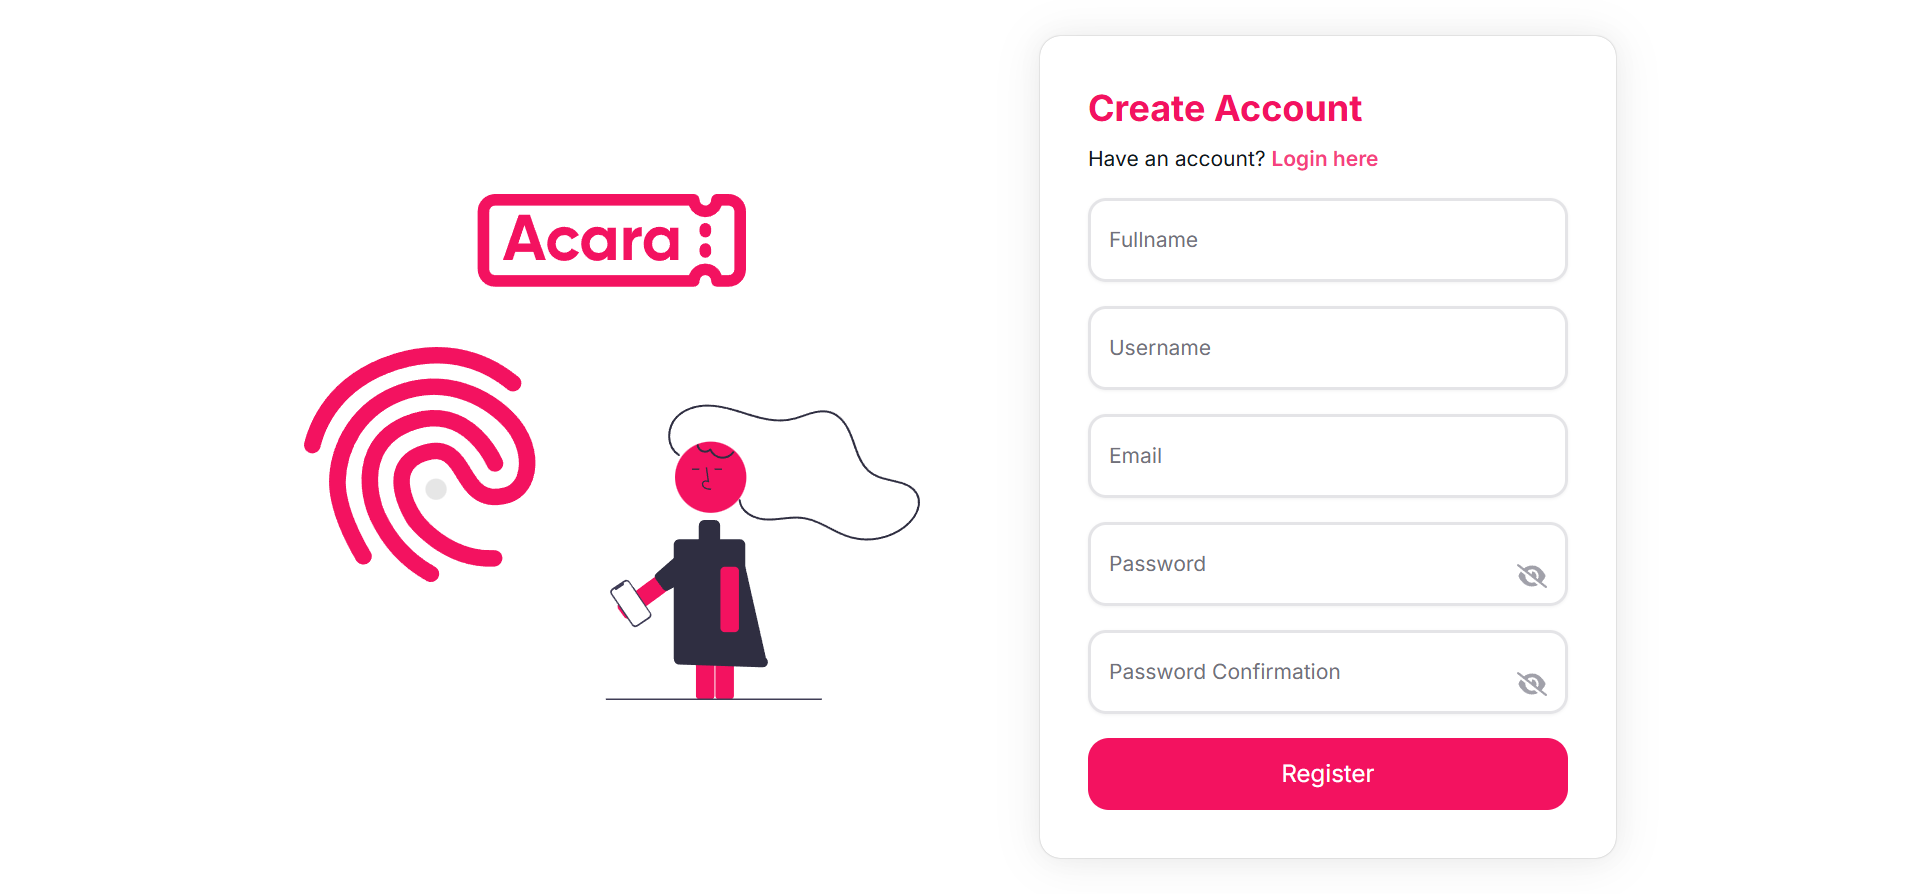 Acara
Create Account
Have an account? Login here
Fullname
Username
Email
Password
Password Confirmation
Register